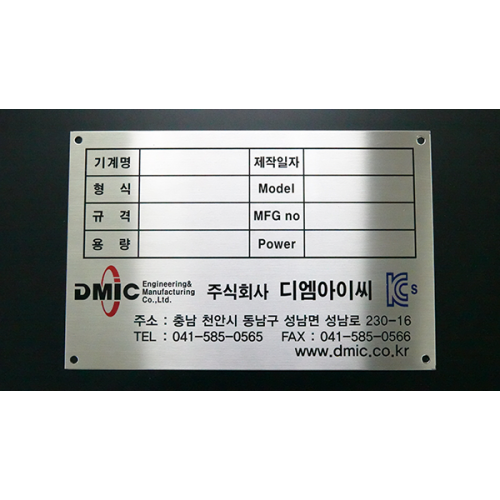 기계명 제작일자
형 식 Model
규 격 MFG no
용 량 Power
DMIC Engineering& Manufacturing Co.,Ltd. 주식회사 디엠아이씨 KC s
주소 : 충남 천안시 동남구 성남면 성남로 230-16
TEL : 041-585-0565 FAX : 041-585-0566
www.dmic.co.kr